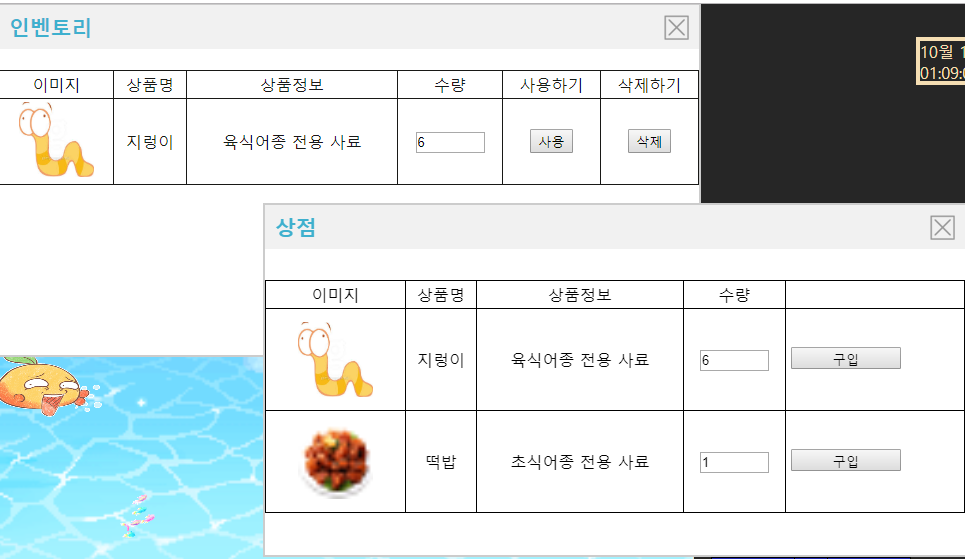 인벤토리
10월 1
01:09:0
이미지 상품명 상품정보 수량 사용하기 삭제하기
지렁이 육식어종 전용 사료 6 사용 삭제
상점
이미지 상품명 상품정보 수량
지렁이 육식어종 전용 사료 6 구입
떡밥 초식어종 전용 사료 1 구입